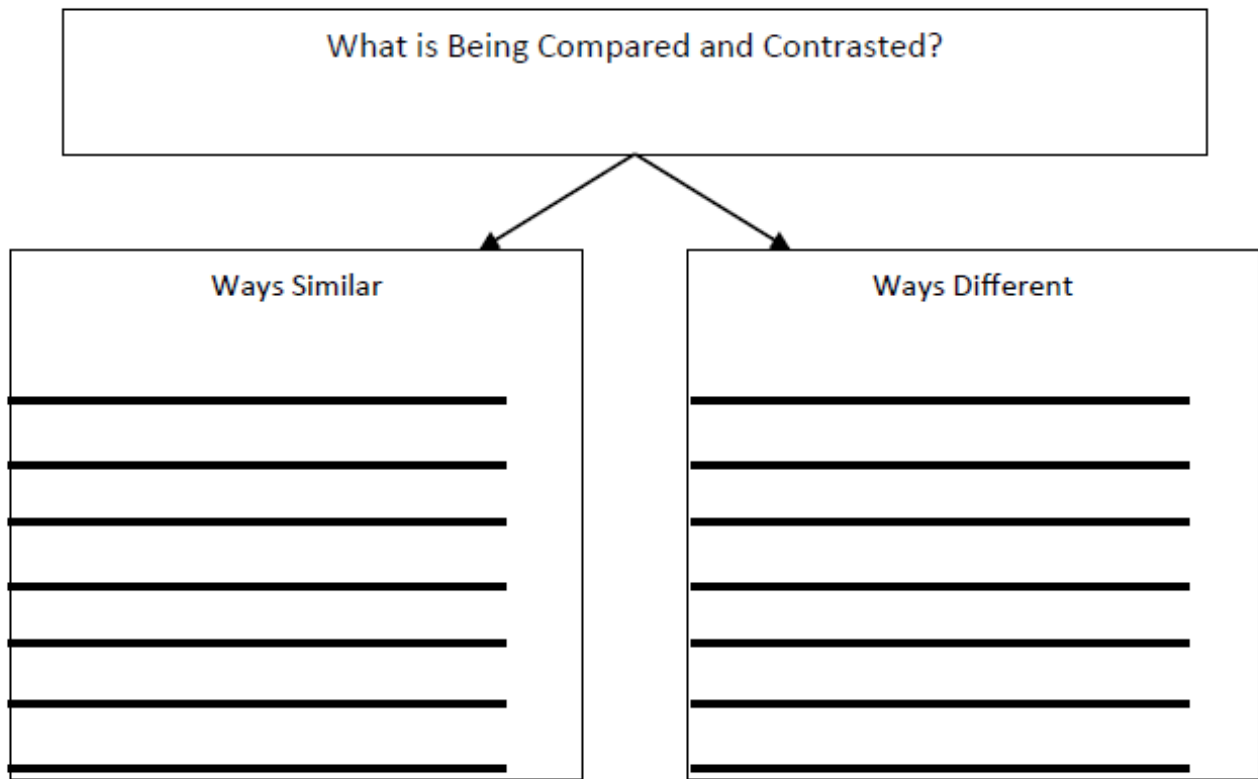 What is Being Compared and Contrasted?
Ways Similar
Ways Different